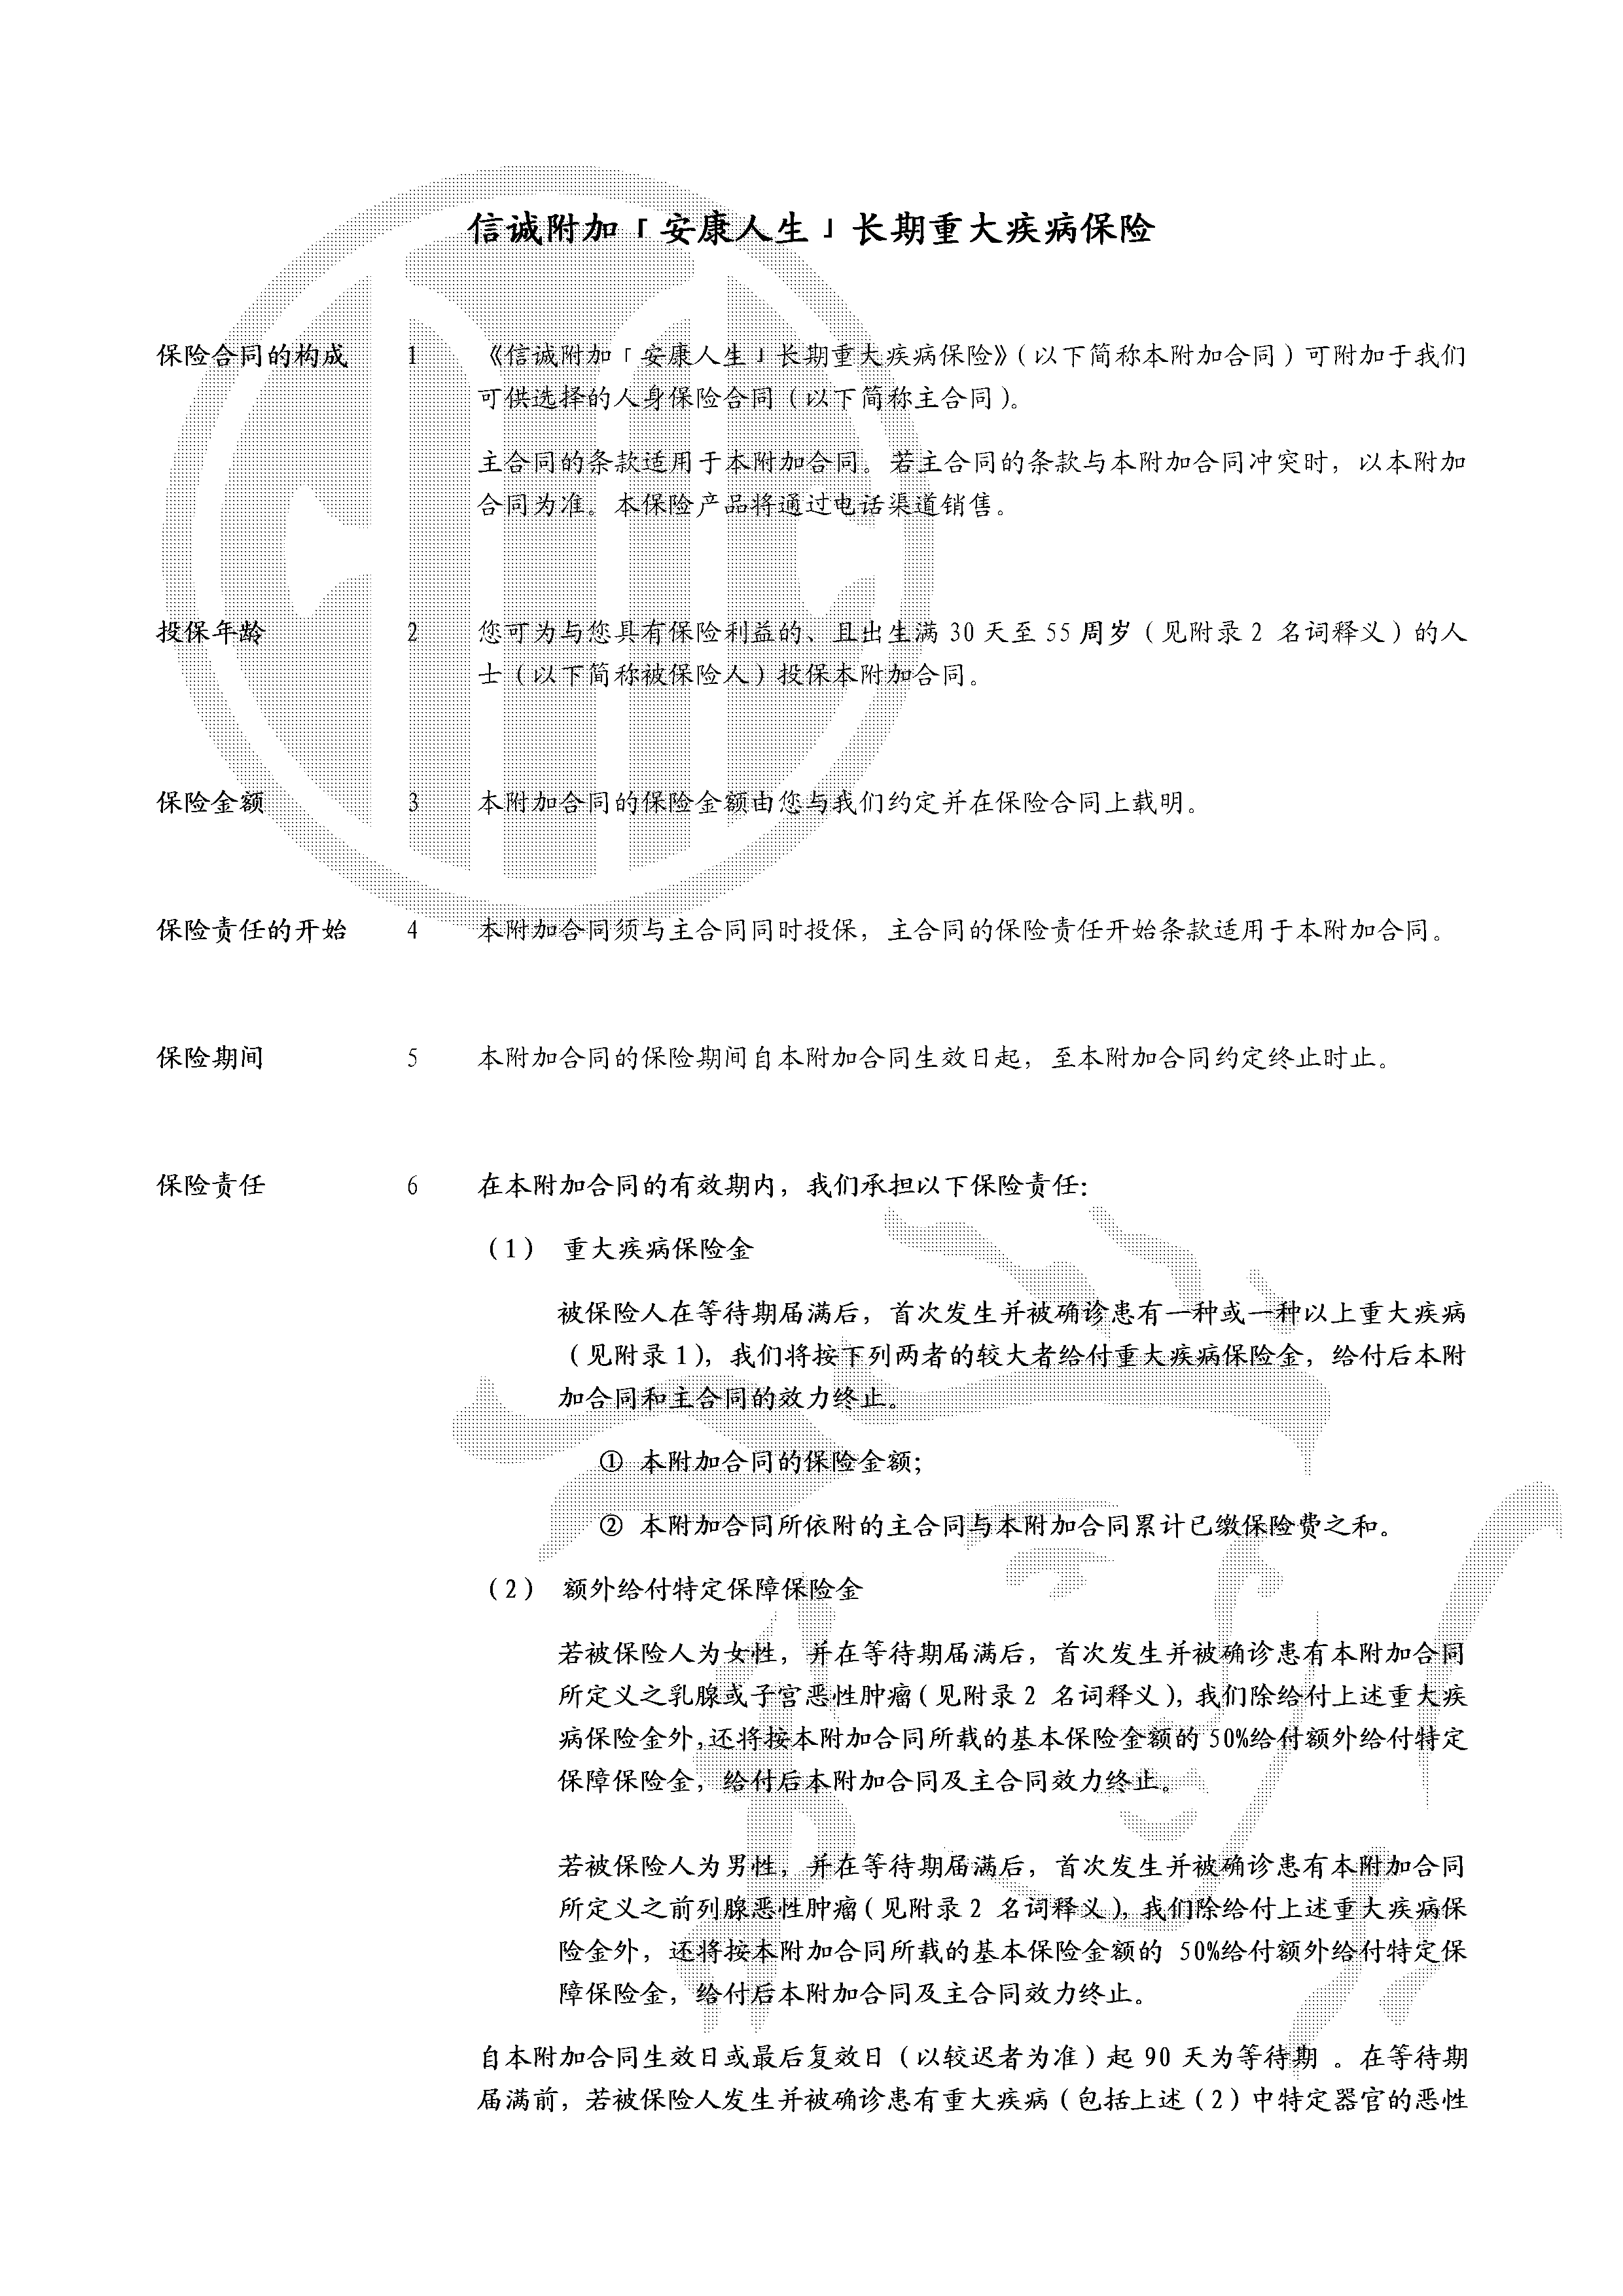 信诚附加「安康人生」长期重大疾病保险
保险合同的构成 1 《信诚附加「安康人生」长期重大疾病保险》(以下简称本附加合同)可附加于我们
可供选择的人身保险合同(以下简称主合同)。
主合同的条款适用于本附加合同。若主合同的条款与本附加合同冲突时,以本附加
合同为准。本保险产品将通过电话渠道销售。
投保年龄 2 您可为与您具有保险利益的、且出生满 30 天至 55 周岁(见附录 2 名词释义)的人
士(以下简称被保险人)投保本附加合同。
保险金额 3 本附加合同的保险金额由您与我们约定并在保险合同上载明。
保险责任的开始 4 本附加合同须与主合同同时投保,主合同的保险责任开始条款适用于本附加合同。
保险期间 5 本附加合同的保险期间自本附加合同生效日起,至本附加合同约定终止时止。
保险责任 6 在本附加合同的有效期内,我们承担以下保险责任:
(1) 重大疾病保险金
被保险人在等待期届满后,首次发生并被确诊患有一种或一种以上重大疾病
(见附录 1),我们将按下列两者的较大者给付重大疾病保险金,给付后本附
加合同和主合同的效力终止。
① 本附加合同的保险金额;
② 本附加合同所依附的主合同与本附加合同累计已缴保险费之和。
(2) 额外给付特定保障保险金
若被保险人为女性,并在等待期届满后,首次发生并被确诊患有本附加合同
所定义之乳腺或子宫恶性肿瘤(见附录 2 名词释义),我们除给付上述重大疾
病保险金外,还将按本附加合同所载的基本保险金额的 50%给付额外给付特定
保障保险金,给付后本附加合同及主合同效力终止。
若被保险人为男性,并在等待期届满后,首次发生并被确诊患有本附加合同
所定义之前列腺恶性肿瘤(见附录 2 名词释义),我们除给付上述重大疾病保
险金外,还将按本附加合同所载的基本保险金额的 50%给付额外给付特定保
障保险金,给付后本附加合同及主合同效力终止。
自本附加合同生效日或最后复效日(以较迟者为准)起 90 天为等待期 。在等待期
届满前,若被保险人发生并被确诊患有重大疾病(包括上述(2)中特定器官的恶性